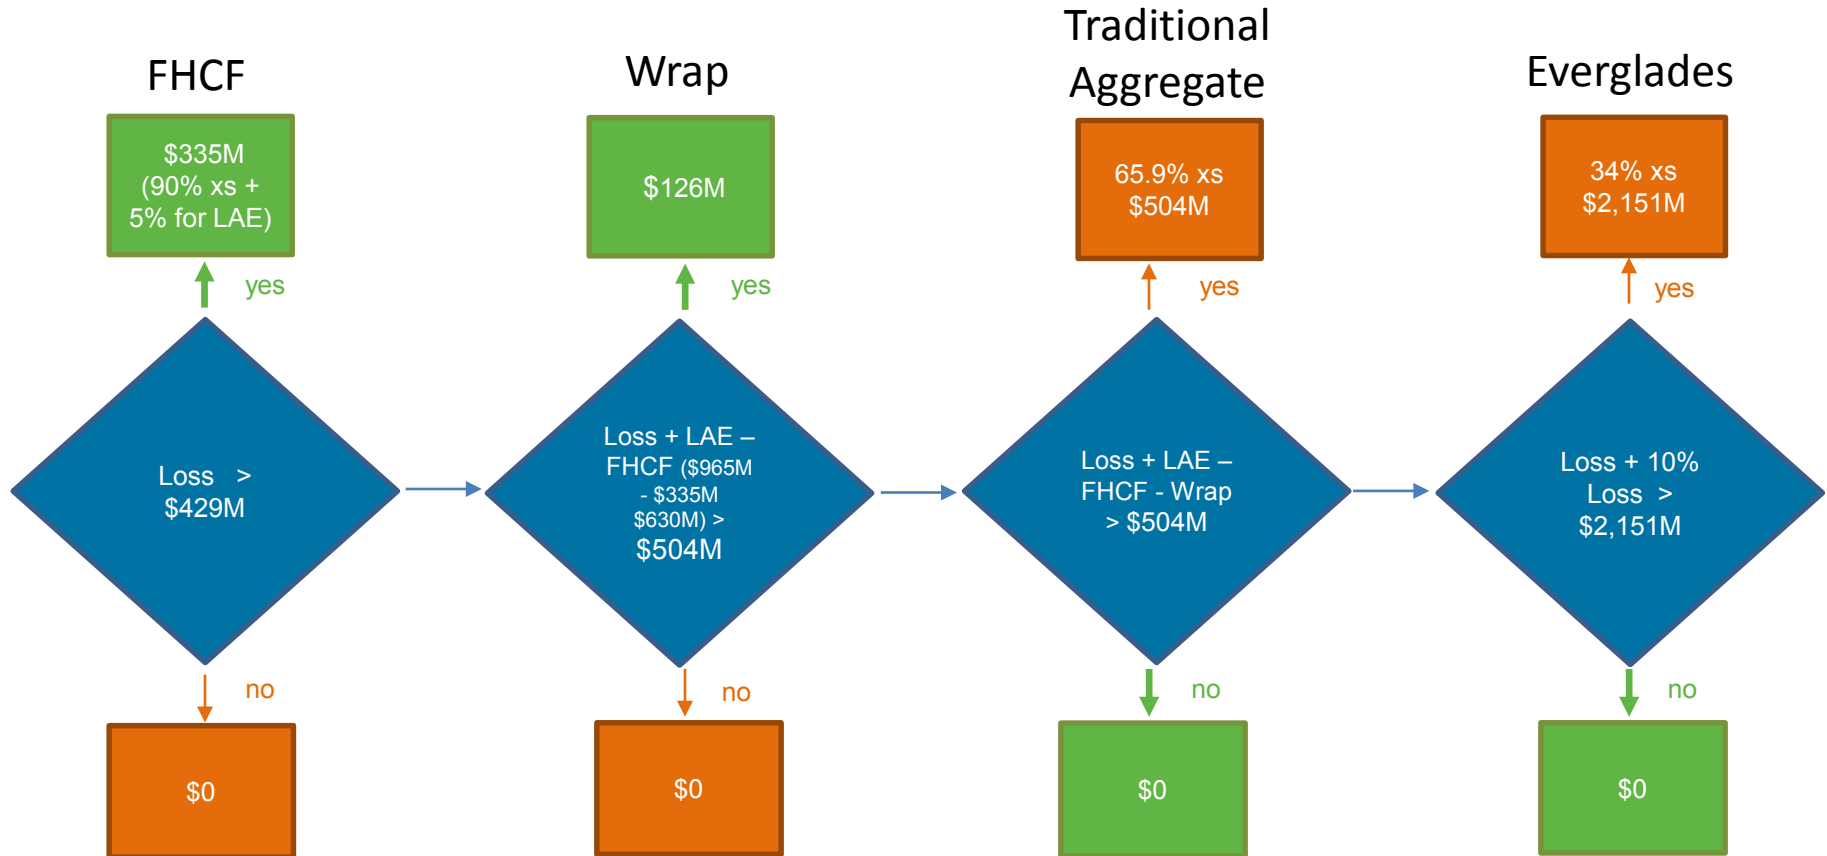 FHCF
$335M
(90% xs +
5% for LAE)
yes
Loss >
$429M
no
$0
Wrap
$126M
yes
Loss + LAE –
FHCF ($965M
- $335M
$630M) >
$504M
no
$0
Traditional
Aggregate
65.9% xs
$504M
yes
Loss + LAE –
FHCF - Wrap
> $504M
no
$0
Everglades
34% xs
$2,151M
yes
Loss + 10%
Loss >
$2,151M
no
$0